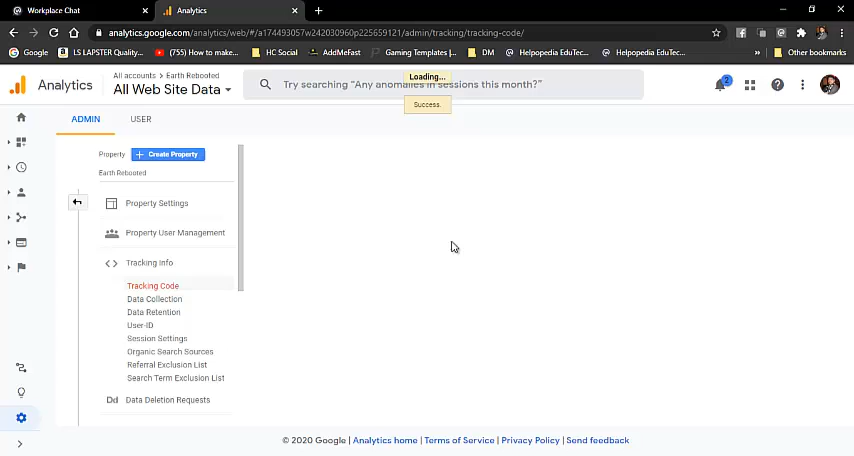 Workplace Chat
Analytics
analytics.google.com/analytics/web/#/a174493057w242030960p225659121/admin/tracking/tracking-code/
Google
LS LAPSTER Quality...
(755) How to make...
HC Social
AddMeFast
Gaming Templates |...
DM
Helpopedia EduTec...
Helpopedia EduTec...
»
Other bookmarks
Analytics
All accounts > Earth Rebooted
All Web Site Data
Try searching "Any anomalies in sessions this month?"
Loading...
Success.
2
ADMIN
USER
Property
+ Create Property
Earth Rebooted
Property Settings
Property User Management
<> Tracking Info
Tracking Code
Data Collection
Data Retention
User-ID
Session Settings
Organic Search Sources
Referral Exclusion List
Search Term Exclusion List
Dd Data Deletion Requests
© 2020 Google | Analytics home | Terms of Service | Privacy Policy | Send feedback